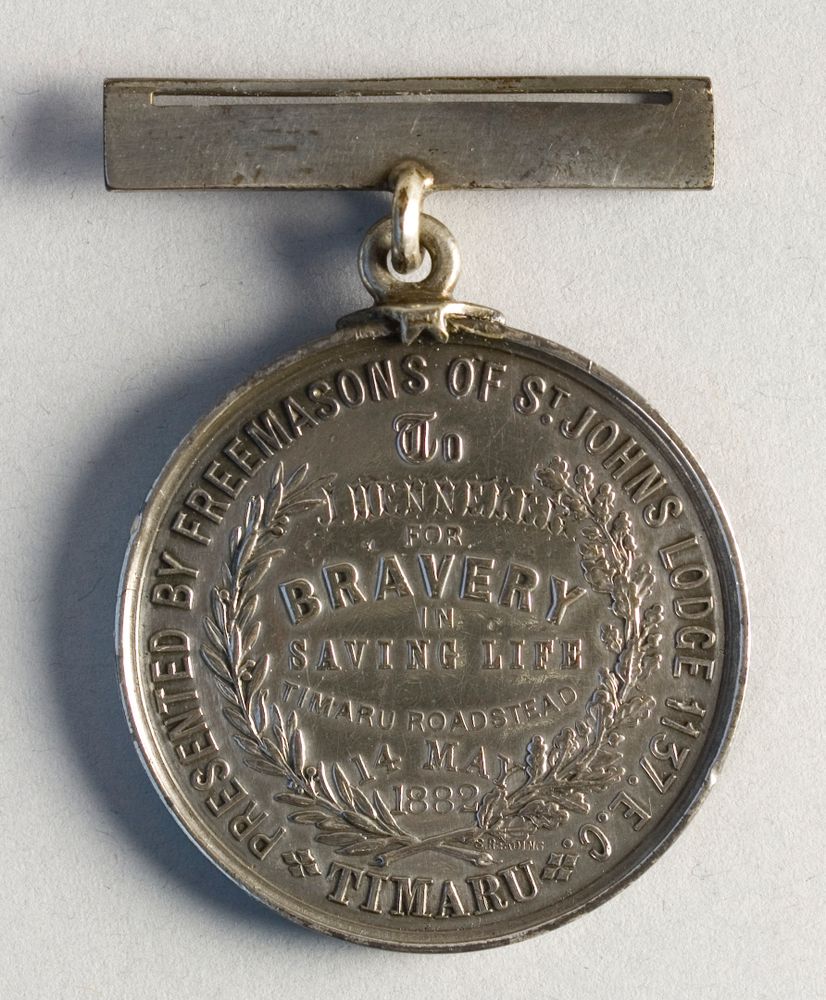 PRESENTED BY FREEMASONS OF ST. JOHNS LODGE 1137. E. C.
To
FOR
BRAVERY
IN
SAVING LIFE
TIMARU ROADSTEAD
14 MAY
1882
TIMARU